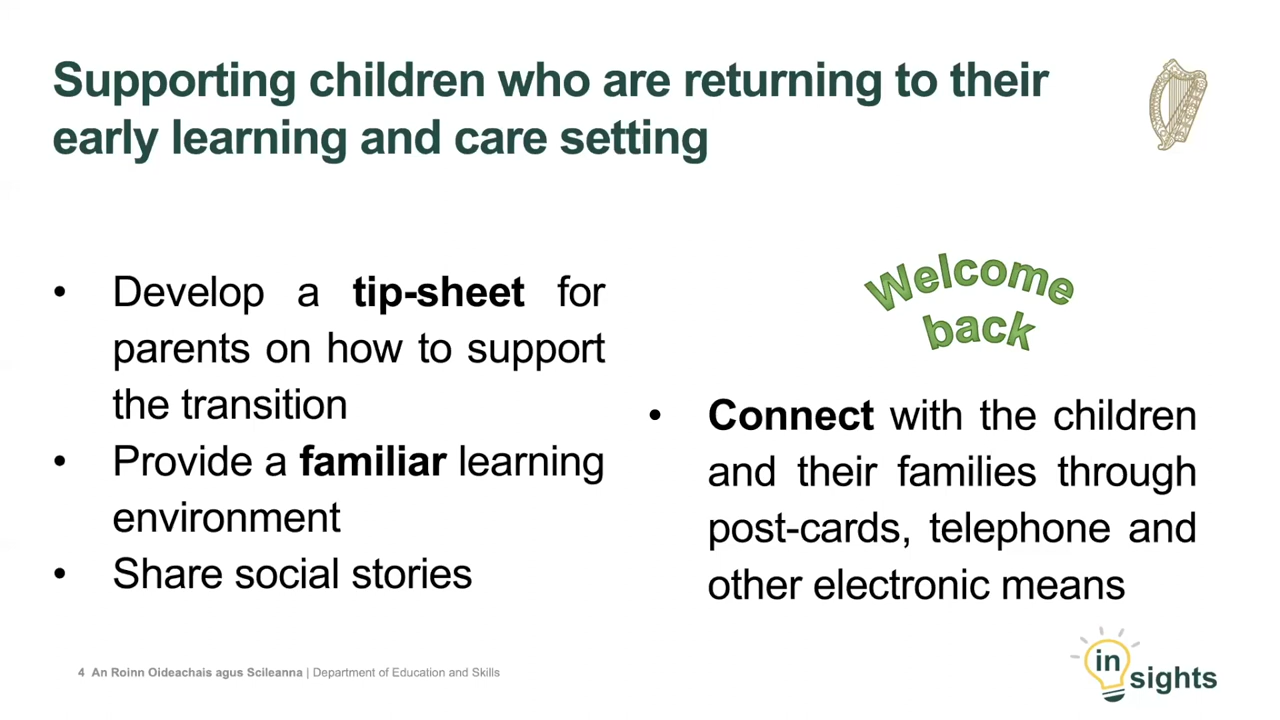 Supporting children who are returning to their
early learning and care setting
• Develop a tip-sheet for
parents on how to support
the transition
• Provide a familiar learning
environment
• Share social stories
Welcome
back
• Connect with the children
and their families through
post-cards, telephone and
other electronic means
4 An Roinn Oideachais agus Scileanna | Department of Education and Skills
in
sights